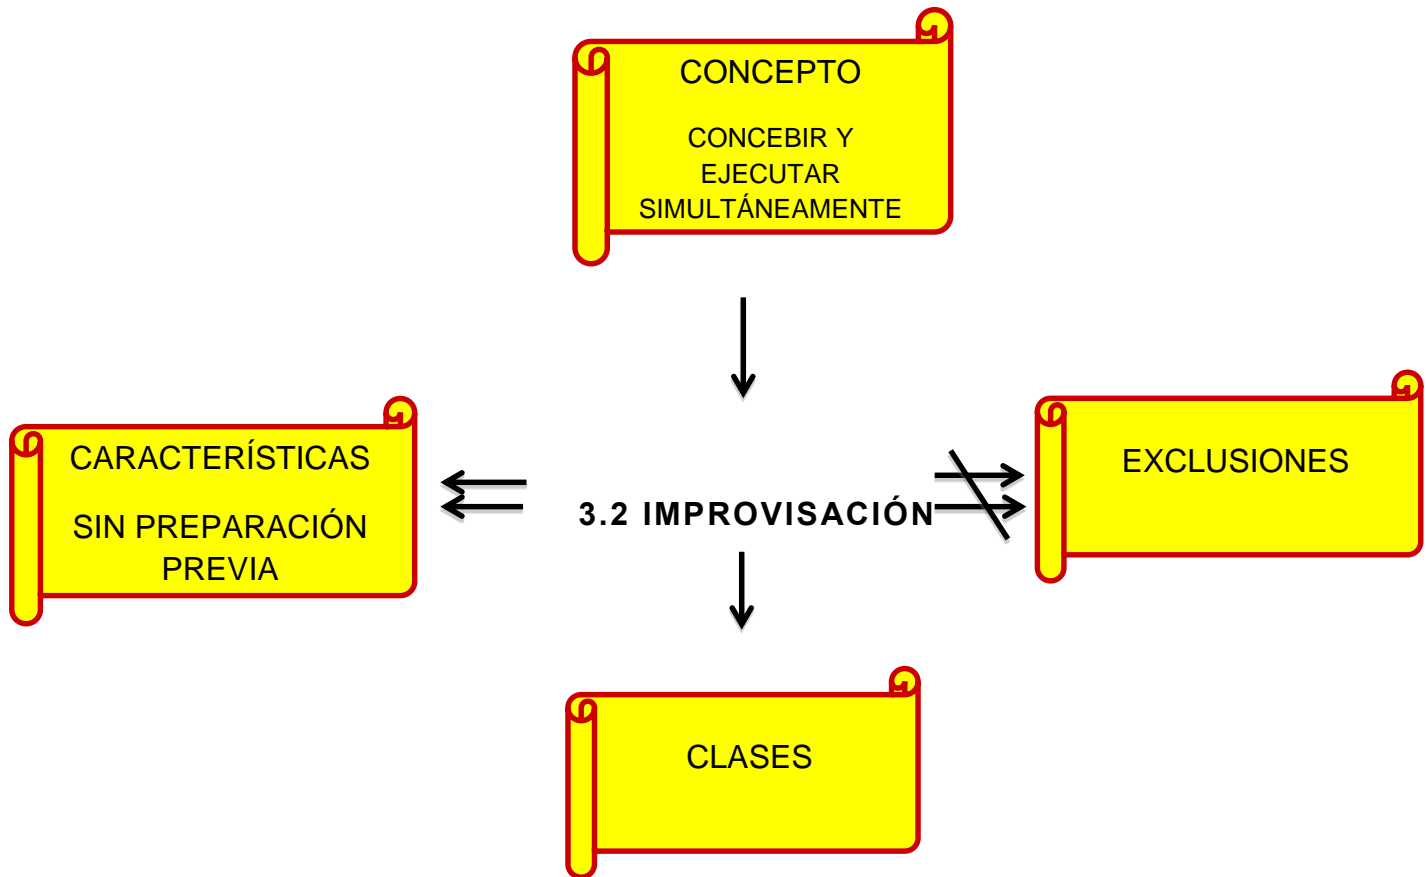 CONCEPTO
CONCEBIR Y
EJECUTAR
SIMULTÁNEAMENTE
CARACTERÍSTICAS
SIN PREPARACIÓN
PREVIA
3.2 IMPROVISACIÓN
EXCLUSIONES
CLASES